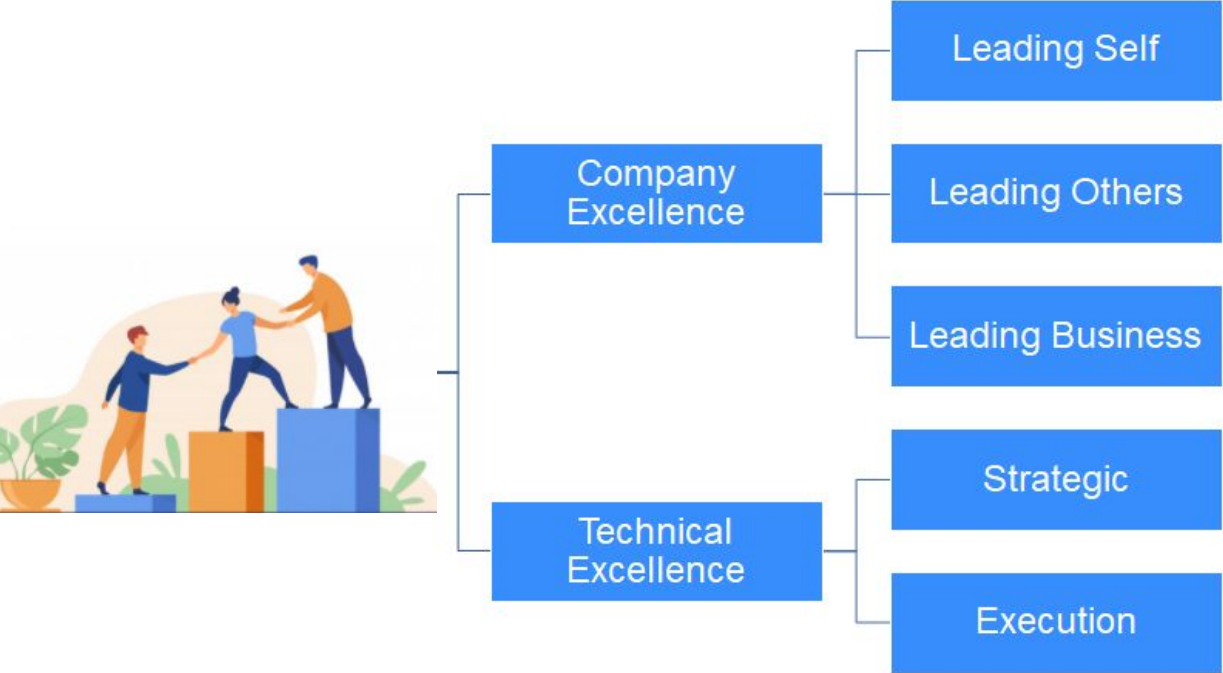 Leading Self
Company
Excellence
Leading Others
Leading Business
Strategic
Technical
Excellence
Execution